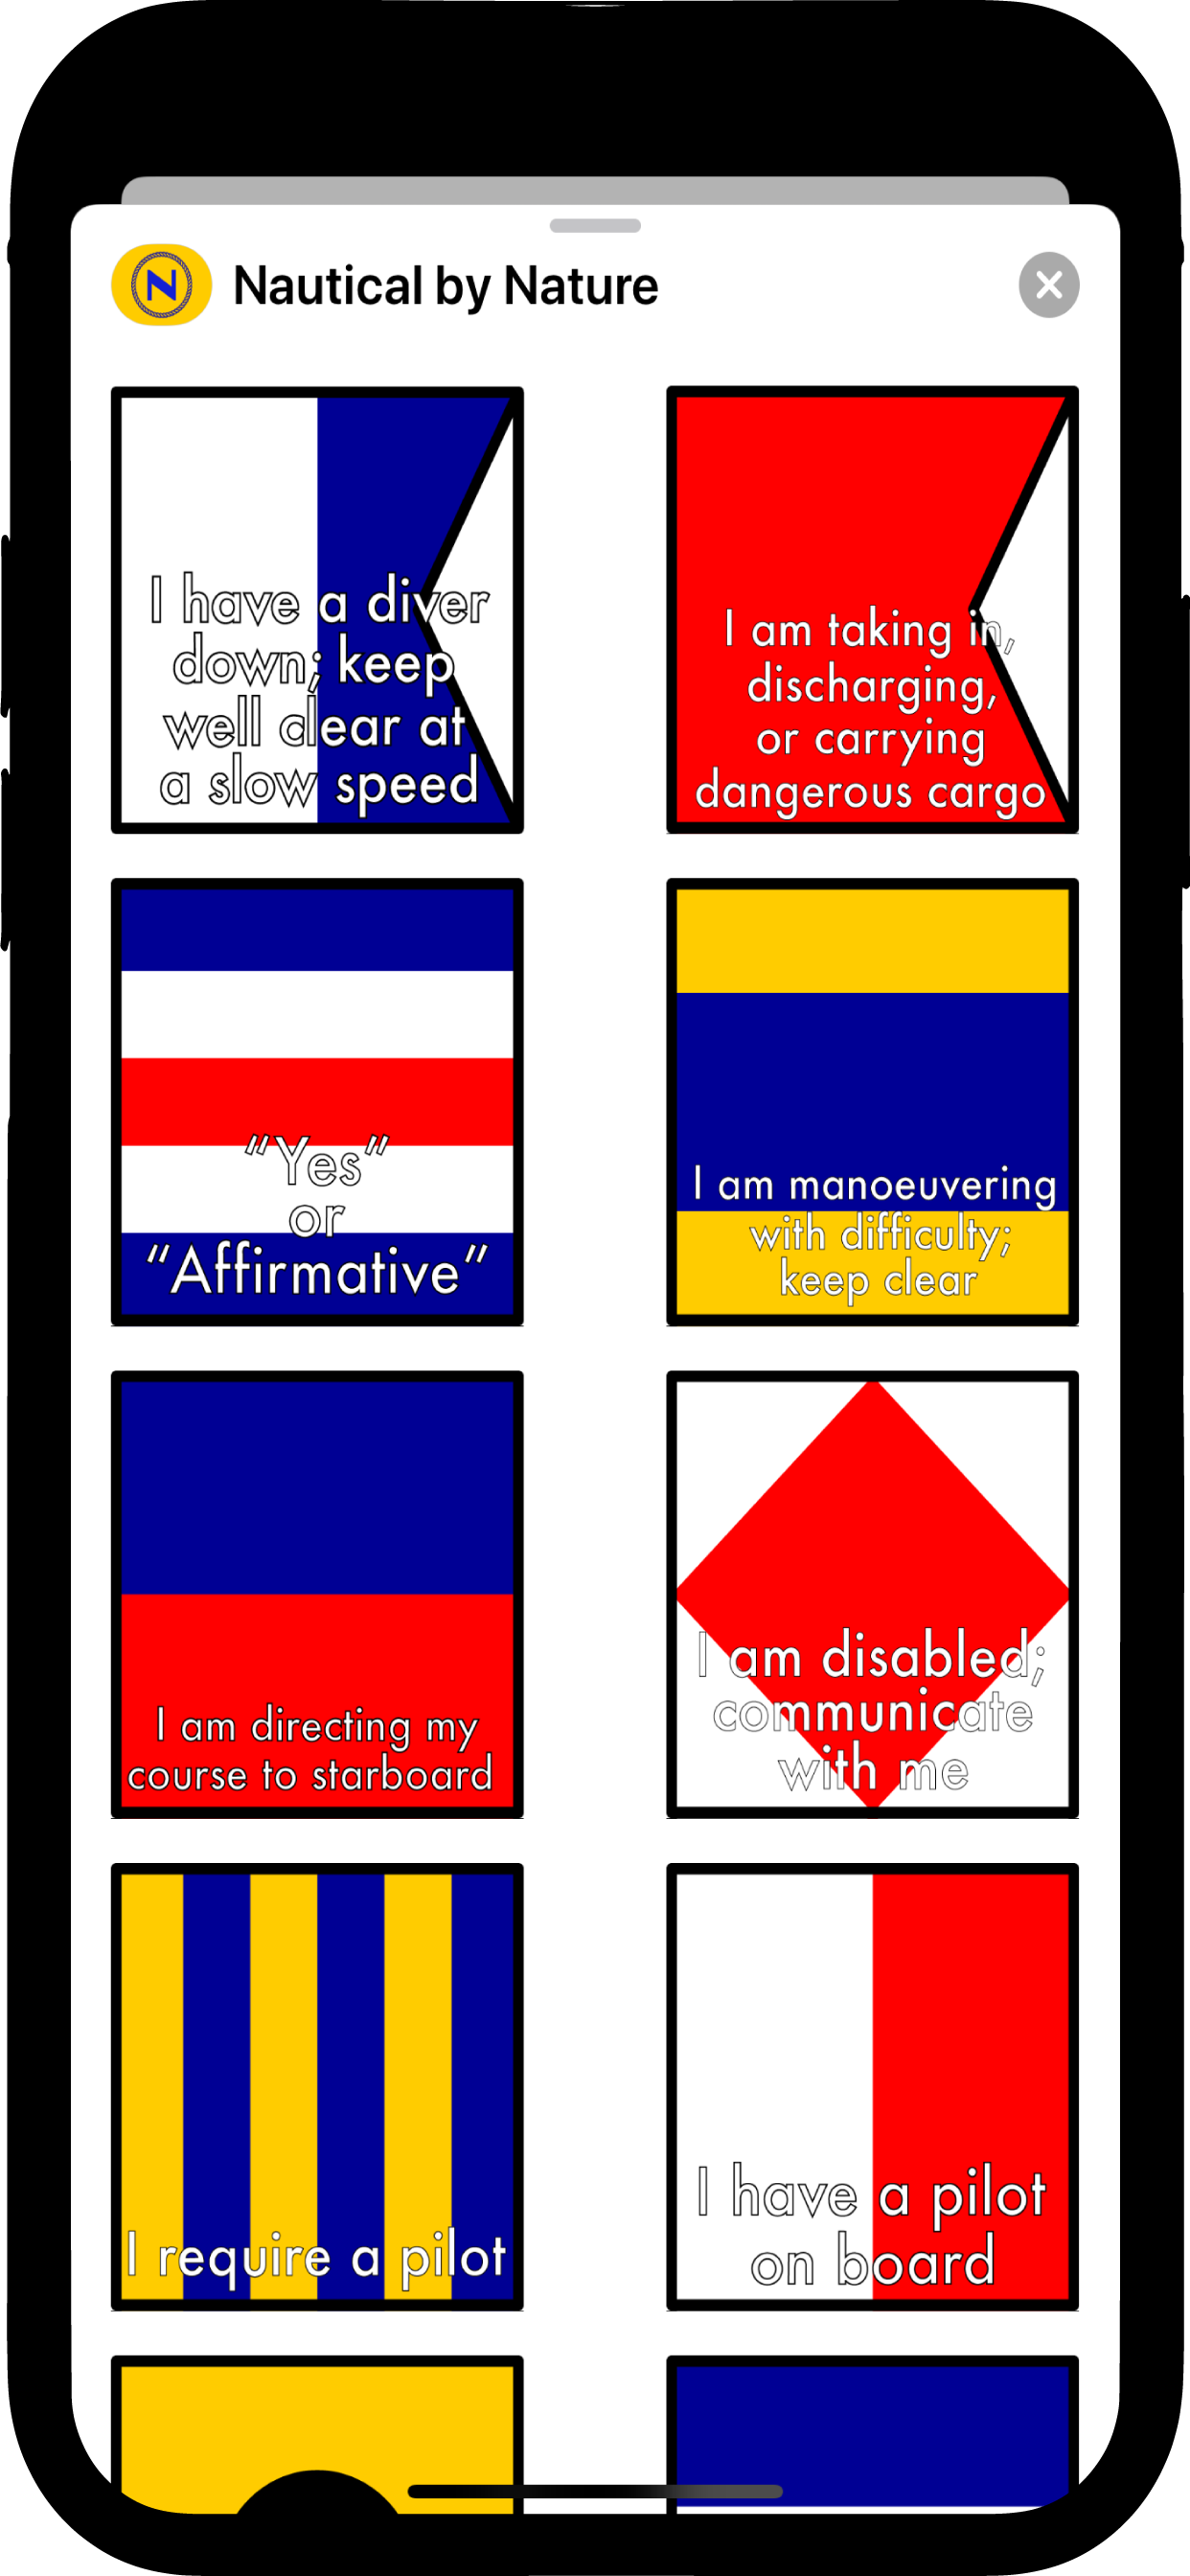 N Nautical by Nature
I have a diver
down; keep
well clear at
a slow speed
I am taking in,
discharging,
or carrying
dangerous cargo
“Yes”
or
“Affirmative”
I am manoeuvering
with difficulty;
keep clear
I am directing my
course to starboard
I am disabled;
communicate
with me
I require a pilot
I have a pilot
on board